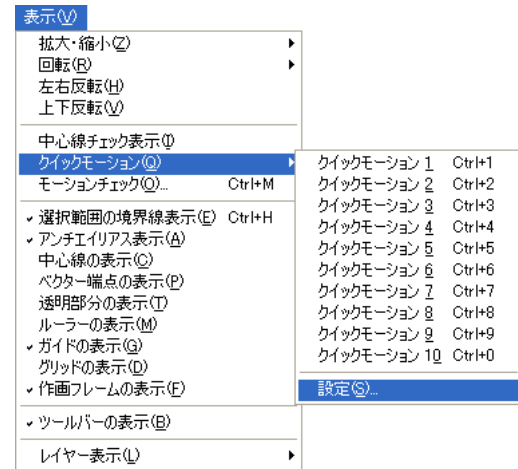 表示(V)
拡大・縮小(Z)
回転(R)
左右反転(H)
上下反転(V)
中心線チェック表示(I)
クイックモーション(Q)
モーションチェック(O)... Ctrl+M
選択範囲の境界線表示(E) Ctrl+H
アンチエイリアス表示(A)
中心線の表示(C)
ベクター端点の表示(P)
透明部分の表示(T)
ルーラーの表示(M)
ガイドの表示(G)
グリッドの表示(D)
作画フレームの表示(F)
ツールバーの表示(B)
レイヤー表示(L)
クイックモーション 1 Ctrl+1
クイックモーション 2 Ctrl+2
クイックモーション 3 Ctrl+3
クイックモーション 4 Ctrl+4
クイックモーション 5 Ctrl+5
クイックモーション 6 Ctrl+6
クイックモーション 7 Ctrl+7
クイックモーション 8 Ctrl+8
クイックモーション 9 Ctrl+9
クイックモーション 10 Ctrl+0
設定(S)...